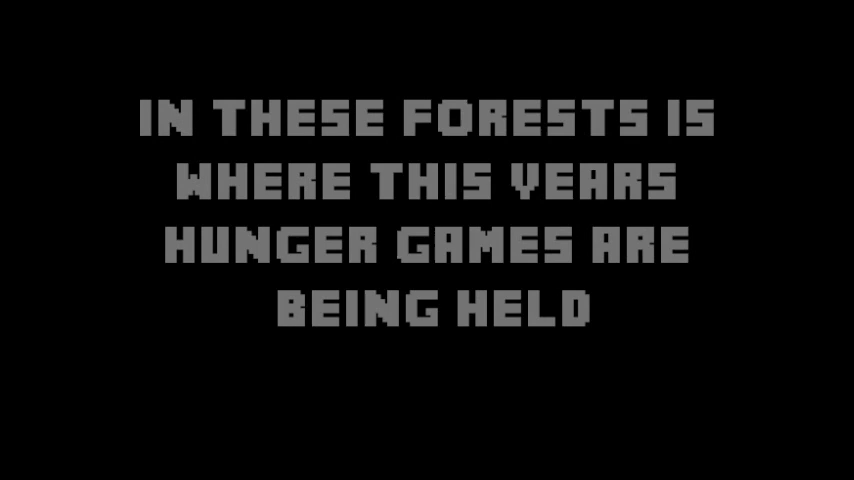 IN THESE FORESTS IS
WHERE THIS YEARS
HUNGER GAMES ARE
BEING HELD